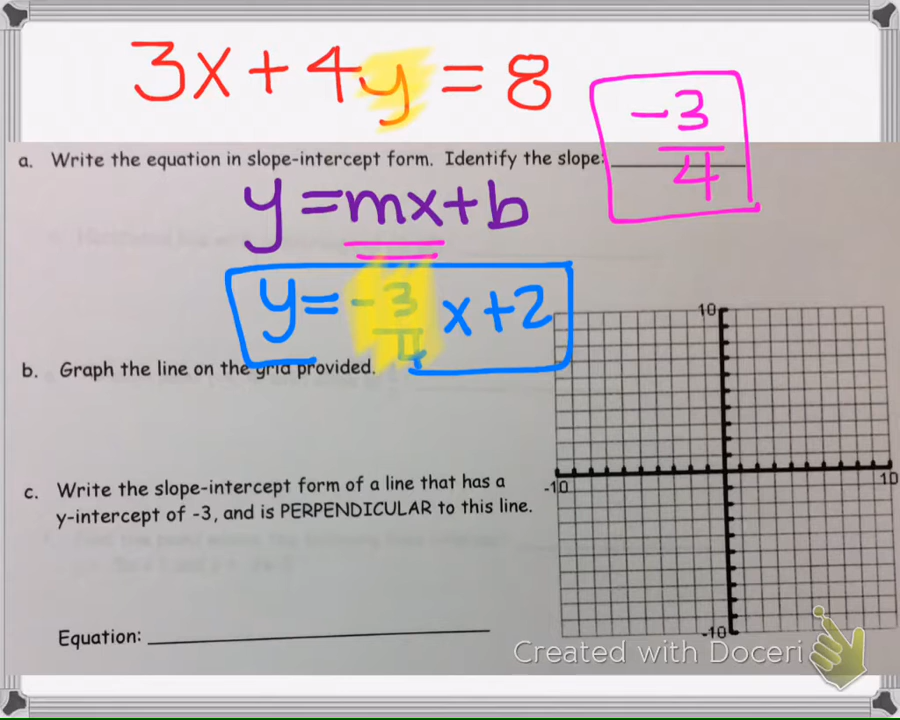 3x + 4y = 8
a. Write the equation in slope-intercept form. Identify the slope: -3/4
y = mx + b
y = -3/4 x + 2
b. Graph the line on the grid provided.
10
-10
10
-10
c. Write the slope-intercept form of a line that has a
y-intercept of -3, and is PERPENDICULAR to this line.
Equation:
Created with Doceri